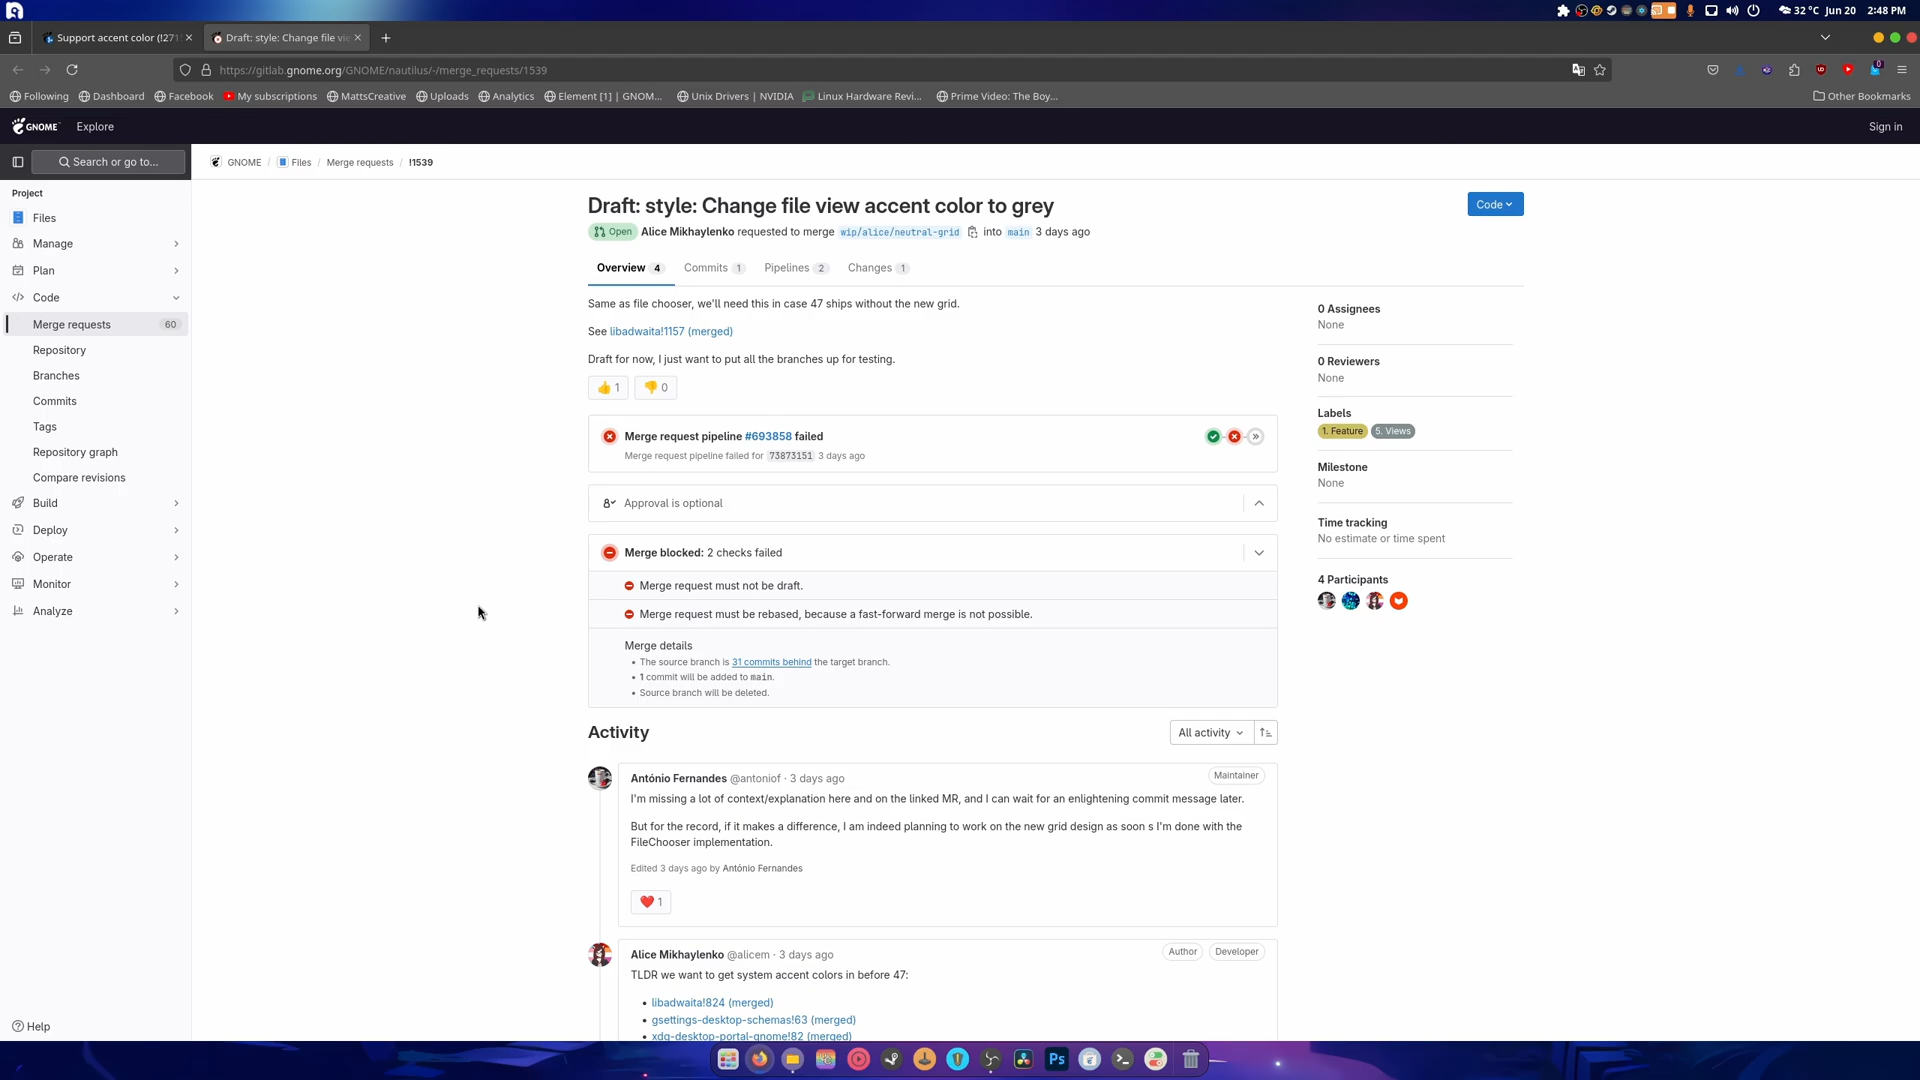 32 °C Jun 20 2:48 PM
Support accent color (!271
Draft: style: Change file vie
https://gitlab.gnome.org/GNOME/nautilus/-/merge_requests/1539
Following
Dashboard
Facebook
My subscriptions
MattsCreative
Uploads
Analytics
Element [1] | GNOM...
Unix Drivers | NVIDIA
Linux Hardware Revi...
Prime Video: The Boy...
Other Bookmarks
GNOME
Explore
Sign in
Search or go to...
GNOME / Files / Merge requests / !1539
Project
Files
Manage
Plan
Code
Merge requests 60
Repository
Branches
Commits
Tags
Repository graph
Compare revisions
Build
Deploy
Operate
Monitor
Analyze
Help
Draft: style: Change file view accent color to grey
Code
Open Alice Mikhaylenko requested to merge wip/alice/neutral-grid into main 3 days ago
Overview 4
Commits 1
Pipelines 2
Changes 1
Same as file chooser, we'll need this in case 47 ships without the new grid.
See libadwaita!1157 (merged)
Draft for now, I just want to put all the branches up for testing.
👍 1
👎 0
Merge request pipeline #693858 failed
Merge request pipeline failed for 73873151 3 days ago
Approval is optional
Merge blocked: 2 checks failed
Merge request must not be draft.
Merge request must be rebased, because a fast-forward merge is not possible.
Merge details
• The source branch is 31 commits behind the target branch.
• 1 commit will be added to main.
• Source branch will be deleted.
Activity
All activity
António Fernandes @antoniof · 3 days ago
Maintainer
I'm missing a lot of context/explanation here and on the linked MR, and I can wait for an enlightening commit message later.
But for the record, if it makes a difference, I am indeed planning to work on the new grid design as soon s I'm done with the
FileChooser implementation.
Edited 3 days ago by António Fernandes
❤️ 1
Alice Mikhaylenko @alicem · 3 days ago
Author
Developer
TLDR we want to get system accent colors in before 47:
• libadwaita!824 (merged)
• gsettings-desktop-schemas!63 (merged)
• xdg-desktop-portal-gnome!82 (merged)
0 Assignees
None
0 Reviewers
None
Labels
1. Feature
5. Views
Milestone
None
Time tracking
No estimate or time spent
4 Participants
Ps